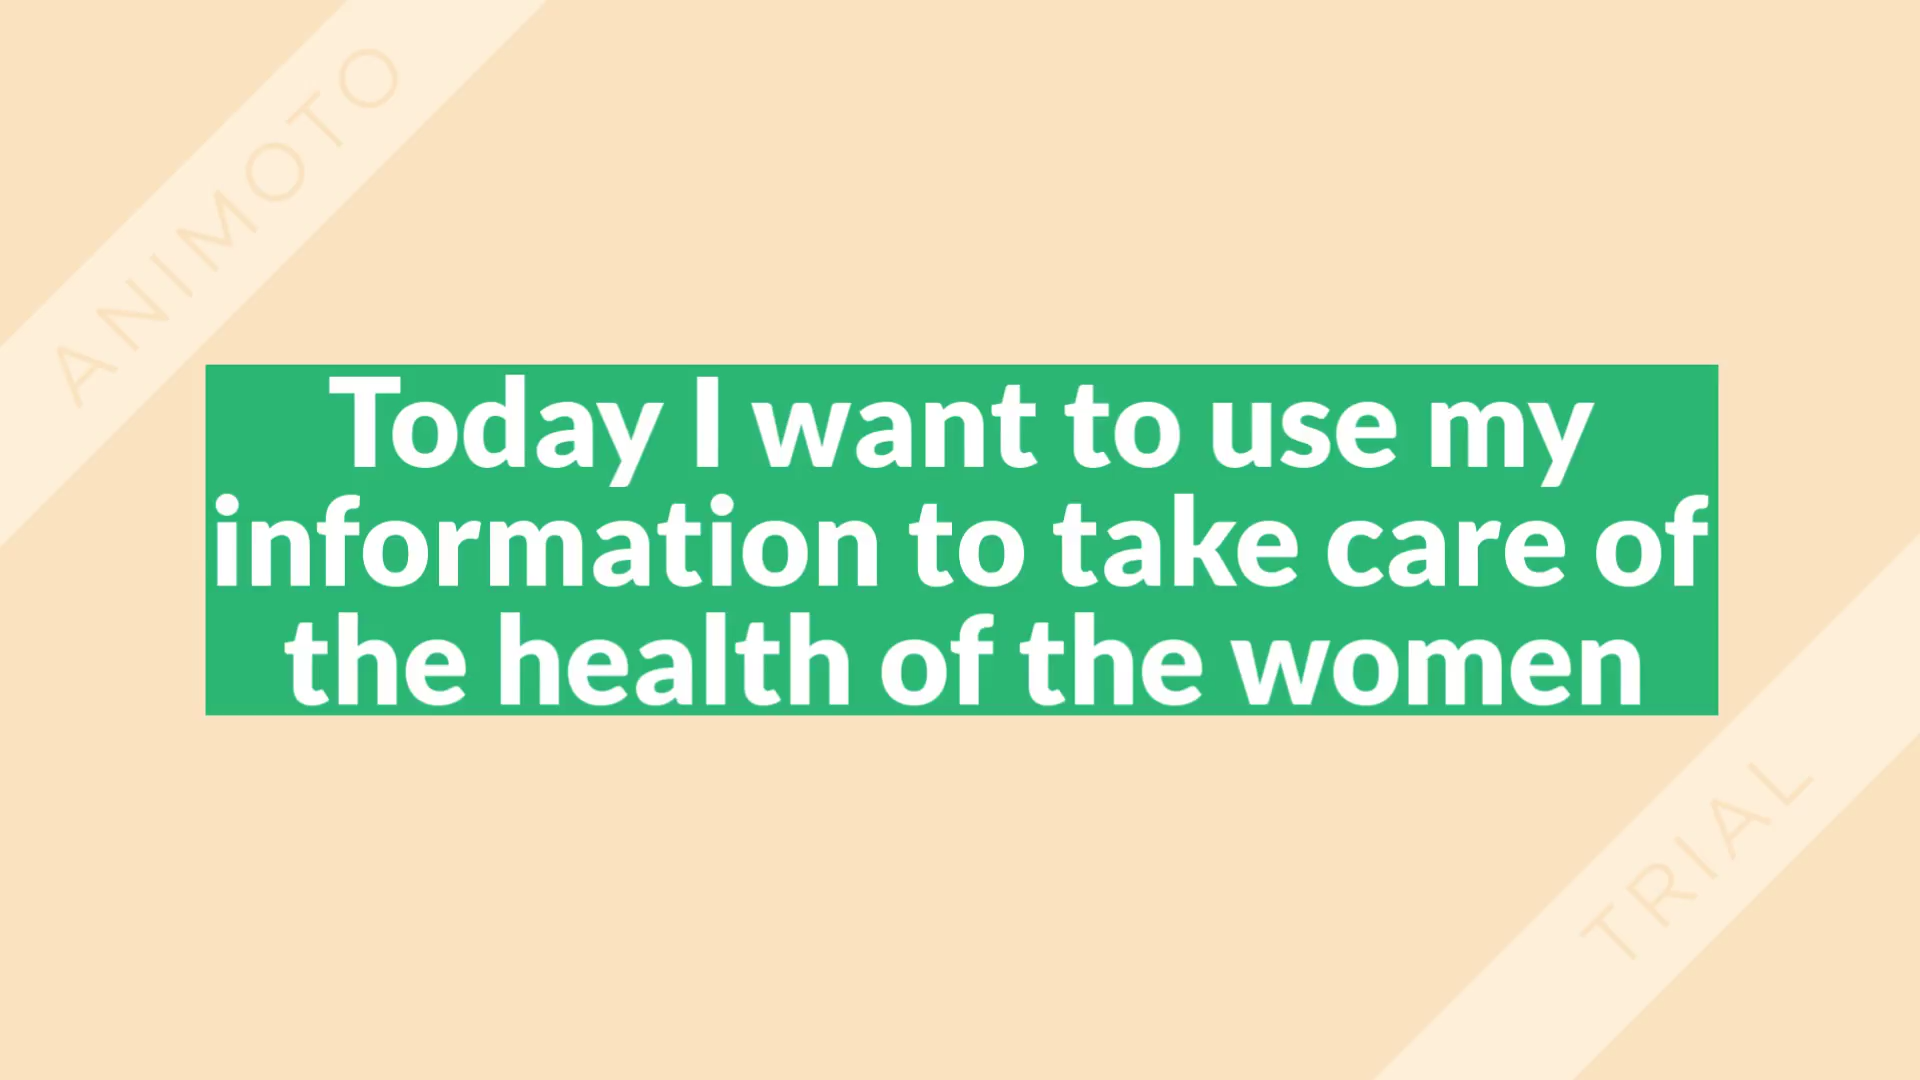 ANIMOTO
Today I want to use my
information to take care of
the health of the women
TRIAL